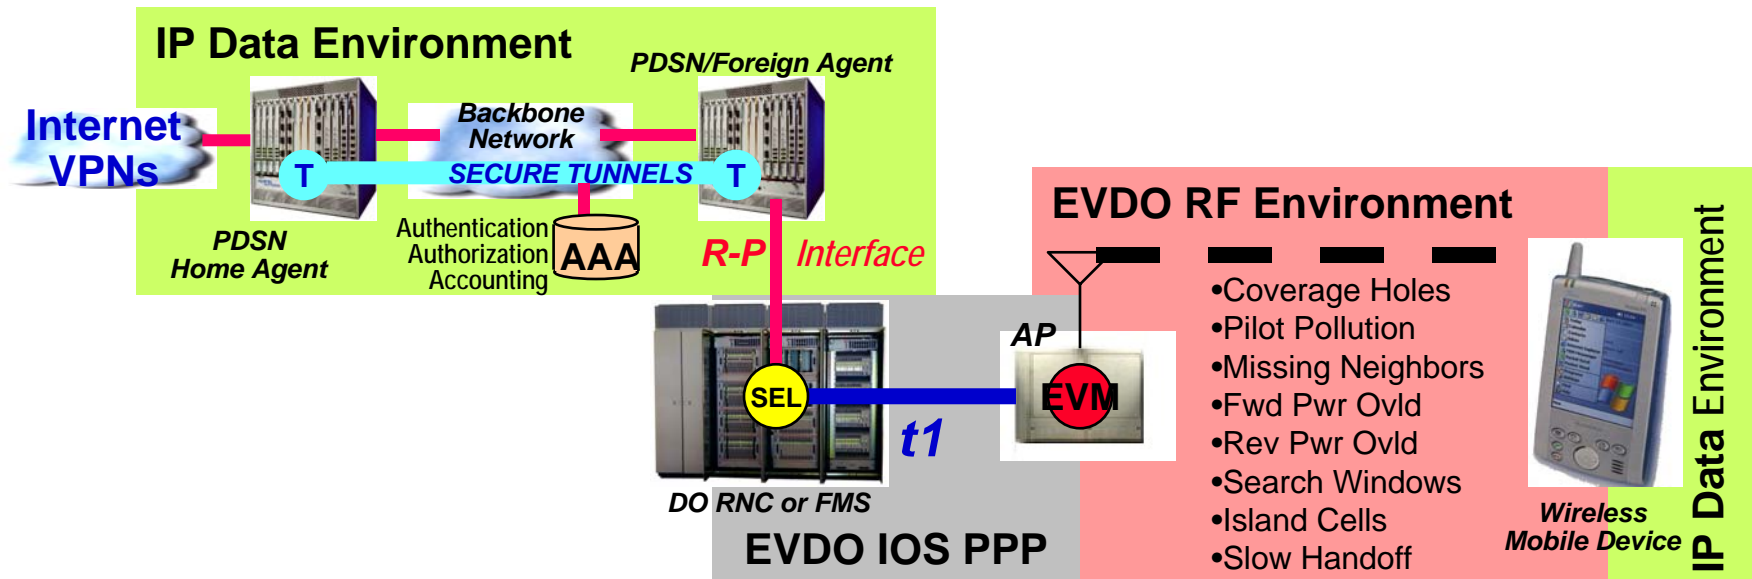 IP Data Environment
PDSN/Foreign Agent
Internet
VPNs
Backbone
Network
T
SECURE TUNNELS
T
PDSN
Home Agent
Authentication
Authorization
Accounting
AAA
R-P Interface
EVDO RF Environment
AP
EVM
SEL
t1
DO RNC or FMS
EVDO IOS PPP
•Coverage Holes
•Pilot Pollution
•Missing Neighbors
•Fwd Pwr Ovld
•Rev Pwr Ovld
•Search Windows
•Island Cells
•Slow Handoff
Wireless
Mobile Device
IP Data Environment